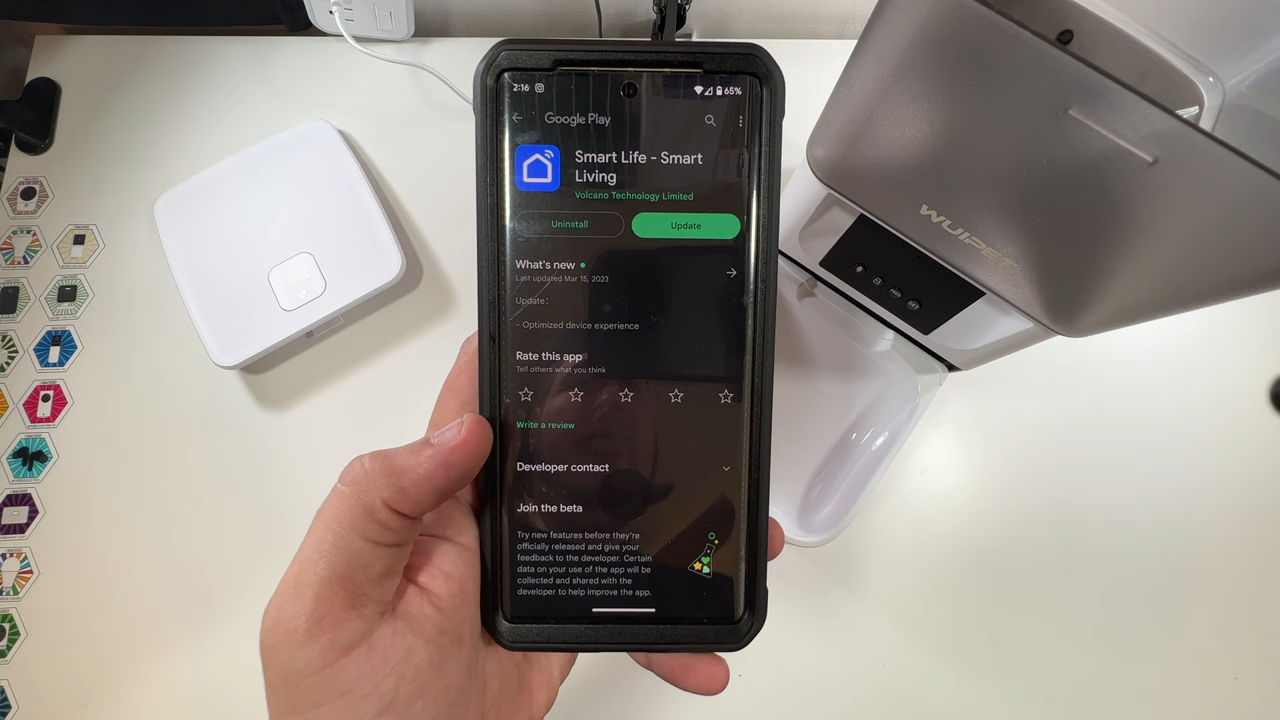 2:16
65%
Google Play
Smart Life - Smart
Living
Volcano Technology Limited
Uninstall
Update
What's new
Last updated Mar 15, 2023
Update:
- Optimized device experience
Rate this app
Tell others what you think
Write a review
Developer contact
Join the beta
Try new features before they're
officially released and give your
feedback to the developer. Certain
data on your use of the app will be
collected and shared with the
developer to help improve the app.